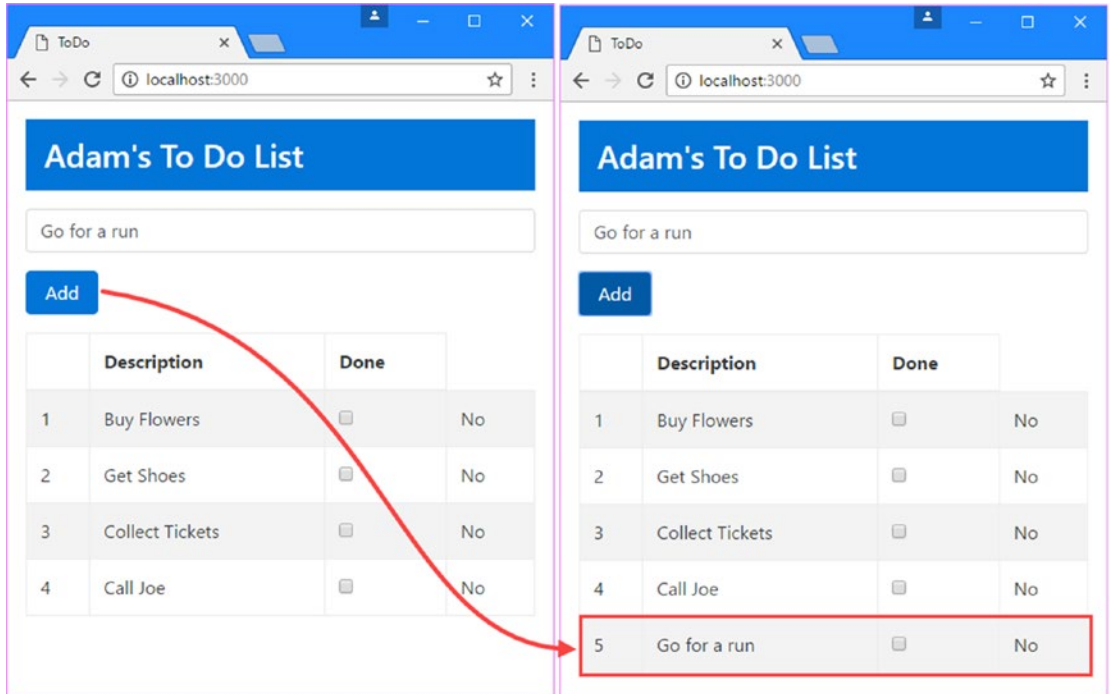 ToDo
localhost:3000
Adam's To Do List
Go for a run
Add
Description Done
1 Buy Flowers No
2 Get Shoes No
3 Collect Tickets No
4 Call Joe No
ToDo
localhost:3000
Adam's To Do List
Go for a run
Add
Description Done
1 Buy Flowers No
2 Get Shoes No
3 Collect Tickets No
4 Call Joe No
5 Go for a run No